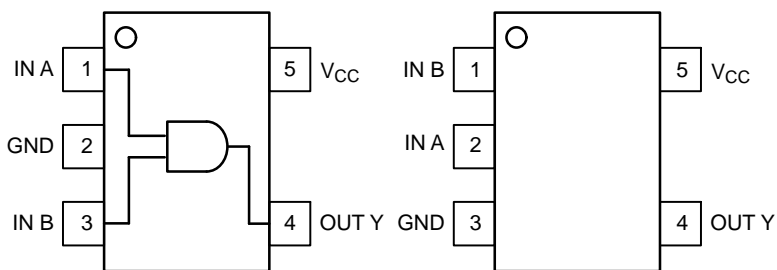 IN A 1 5 VCC
GND 2
IN B 3 4 OUT Y
IN B 1 5 VCC
IN A 2
GND 3 4 OUT Y